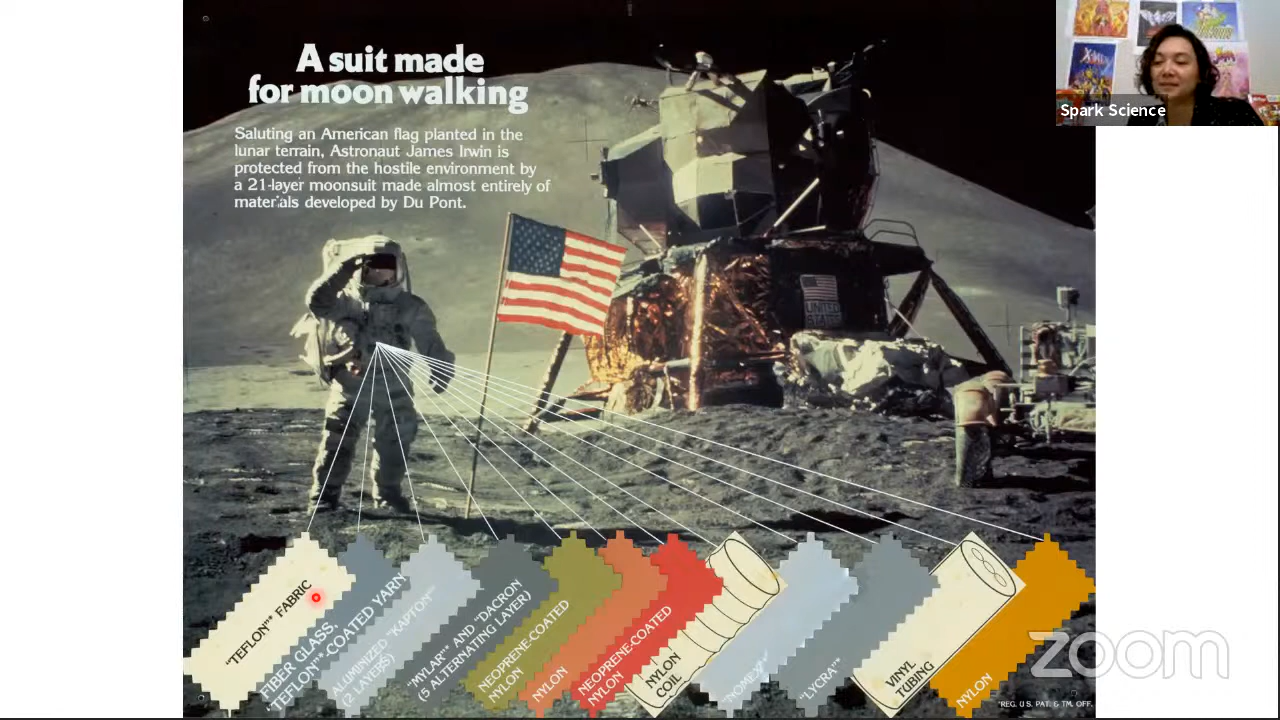 A suit made
for moon walking
Saluting an American flag planted in the
lunar terrain, Astronaut James Irwin is
protected from the hostile environment by
a 21-layer moonsuit made almost entirely of
materials developed by Du Pont.
Spark Science
UNITED
STATES
"TEFLON"* FABRIC
FIBER GLASS,
"TEFLON"*-COATED YARN
ALUMINIZED "KAPTON"*
(2 LAYERS)
"MYLAR"* AND "DACRON
(5 ALTERNATING LAYER)
NEOPRENE-COATED
NYLON
NYLON
NEOPRENE-COATED
NYLON
NYLON
COIL
"NOMEX"*
"LYCRA"*
VINYL
TUBING
NYLON
zoom
*REG. U.S. PAT. & TM. OFF.